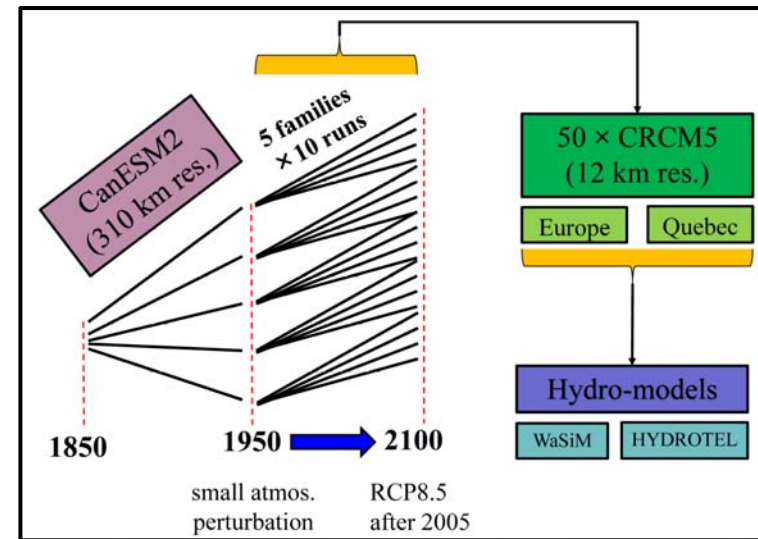 CanESM2
(310 km res.)
5 families
× 10 runs
1850
1950
2100
small atmos.
perturbation
RCP8.5
after 2005
50 × CRCM5
(12 km res.)
Europe
Quebec
Hydro-models
WaSiM
HYDROTEL